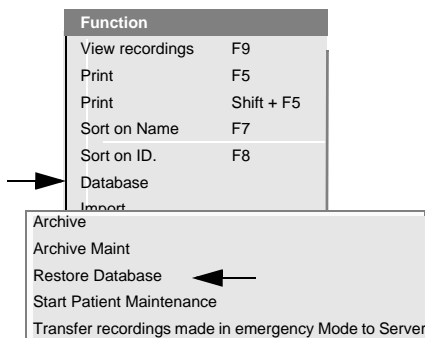 Function
View recordings F9
Print F5
Print Shift + F5
Sort on Name F7
Sort on ID. F8
Database
Import
Archive
Archive Maint
Restore Database
Start Patient Maintenance
Transfer recordings made in emergency Mode to Server